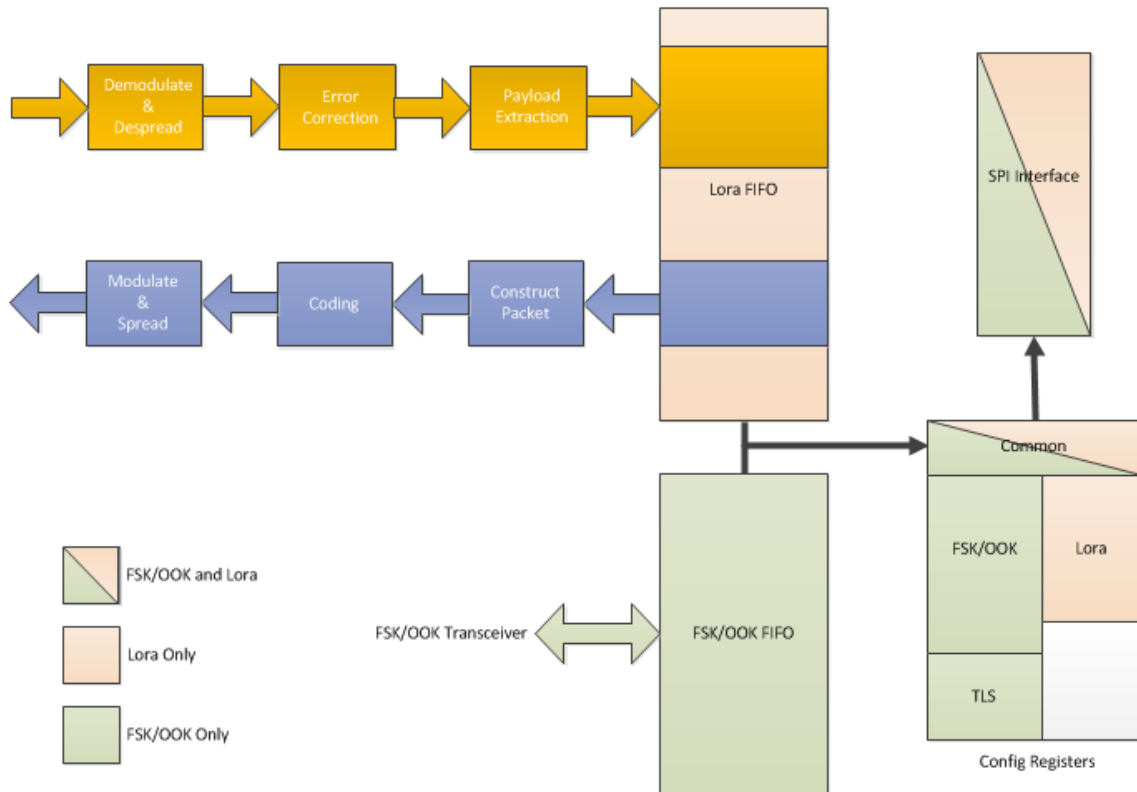 Demodulate
&
Despread
Error
Correction
Payload
Extraction
Lora FIFO
SPI Interface
Modulate
&
Spread
Coding
Construct
Packet
Common
FSK/OOK
Lora
TLS
Config Registers
FSK/OOK and Lora
Lora Only
FSK/OOK Only
FSK/OOK Transceiver
FSK/OOK FIFO